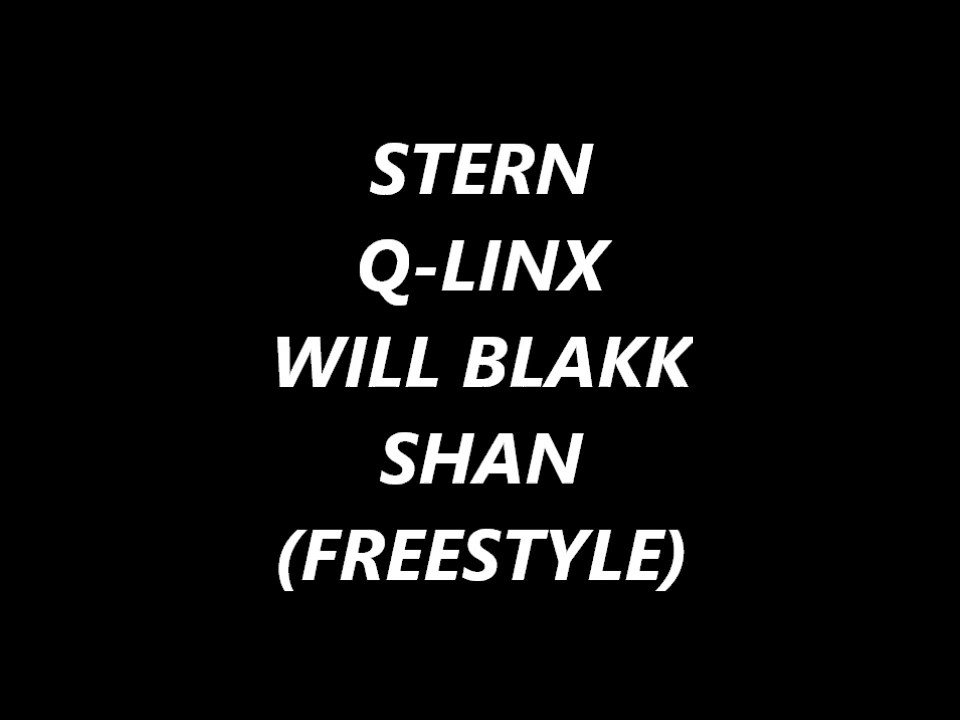 STERN
Q-LINX
WILL BLAKK
SHAN
(FREESTYLE)